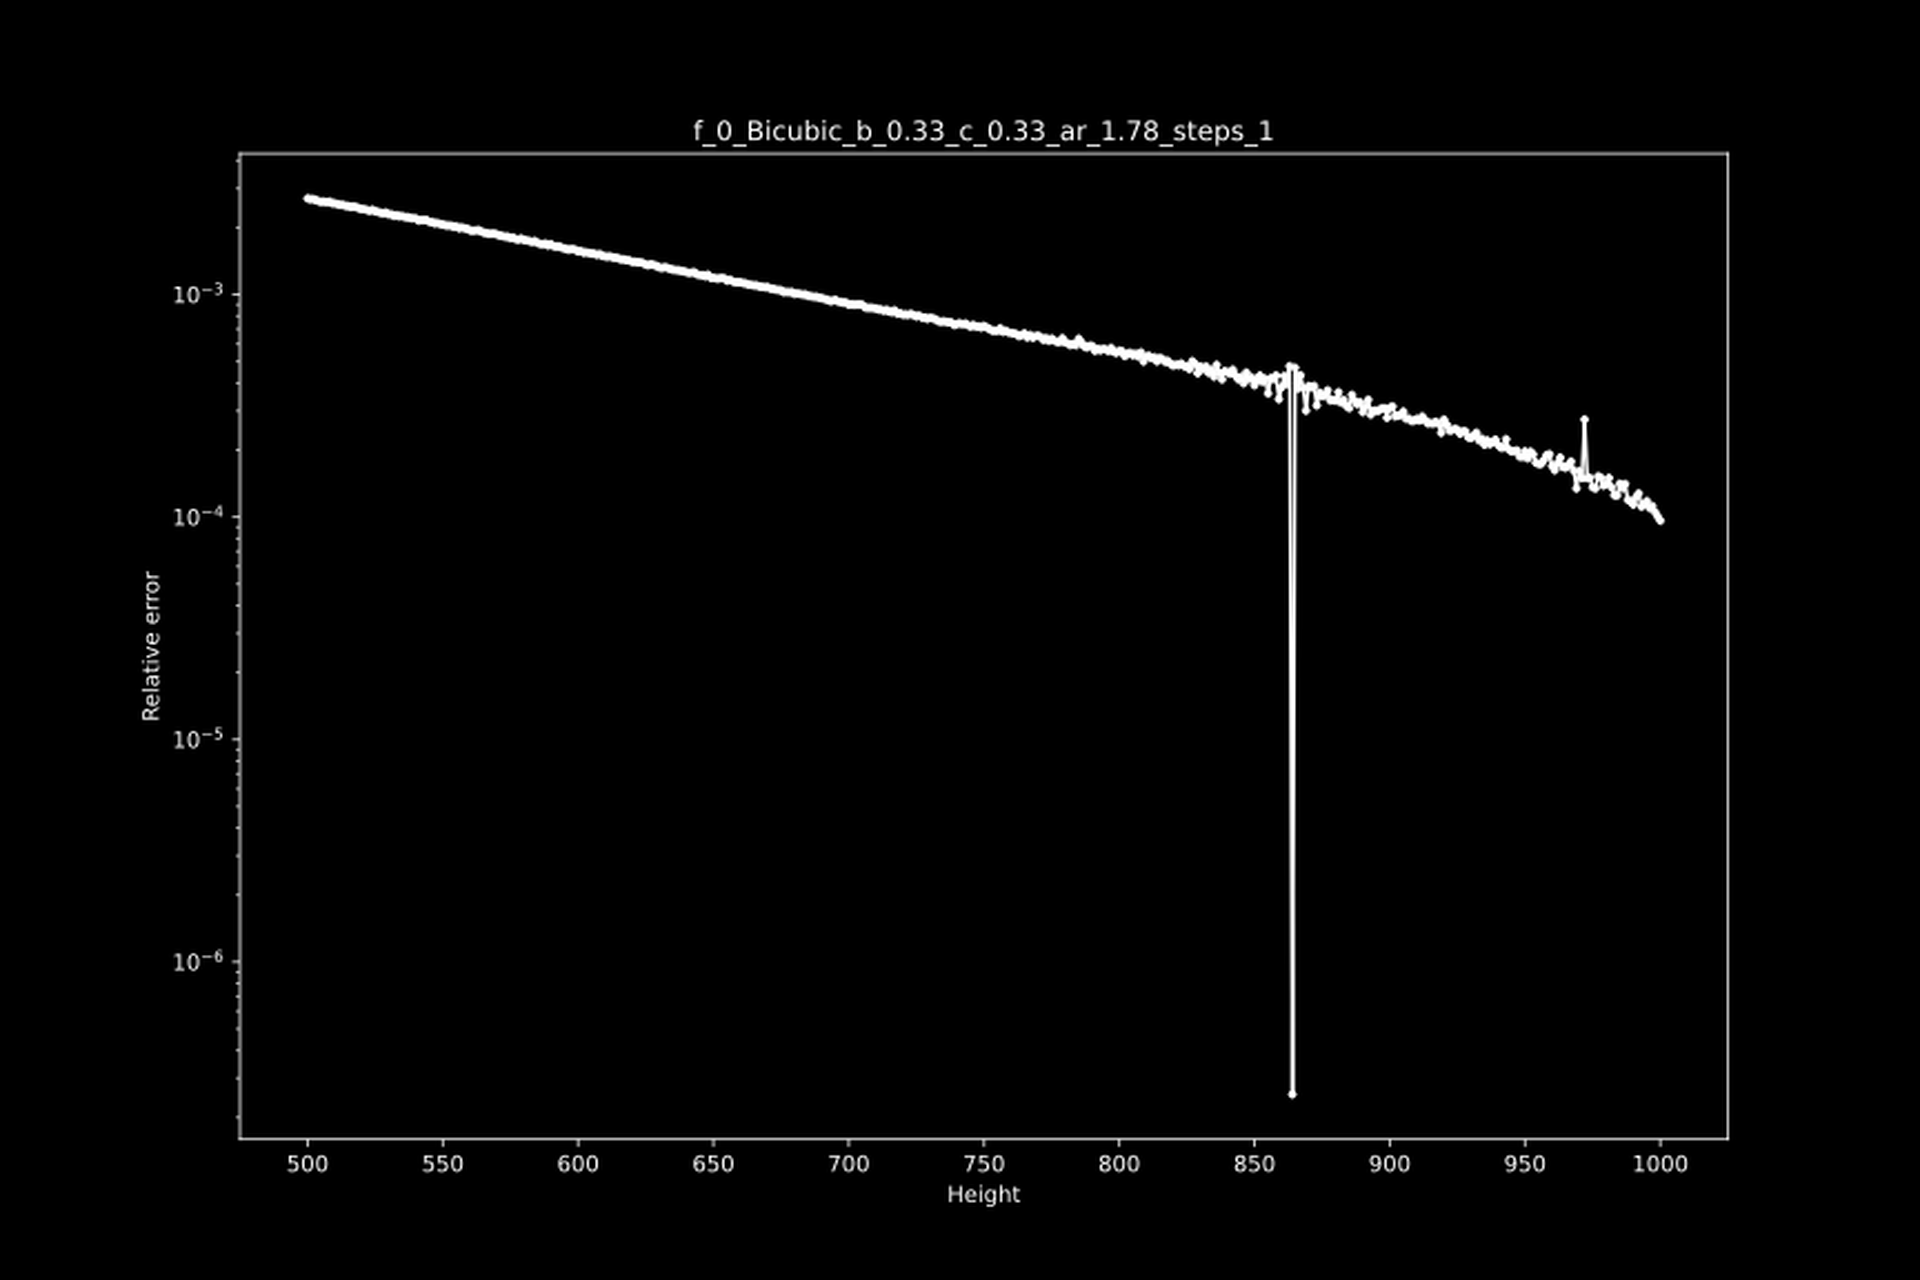 f_0_Bicubic_b_0.33_c_0.33_ar_1.78_steps_1
Relative error
10⁻³
10⁻⁴
10⁻⁵
10⁻⁶
500 550 600 650 700 750 800 850 900 950 1000
Height